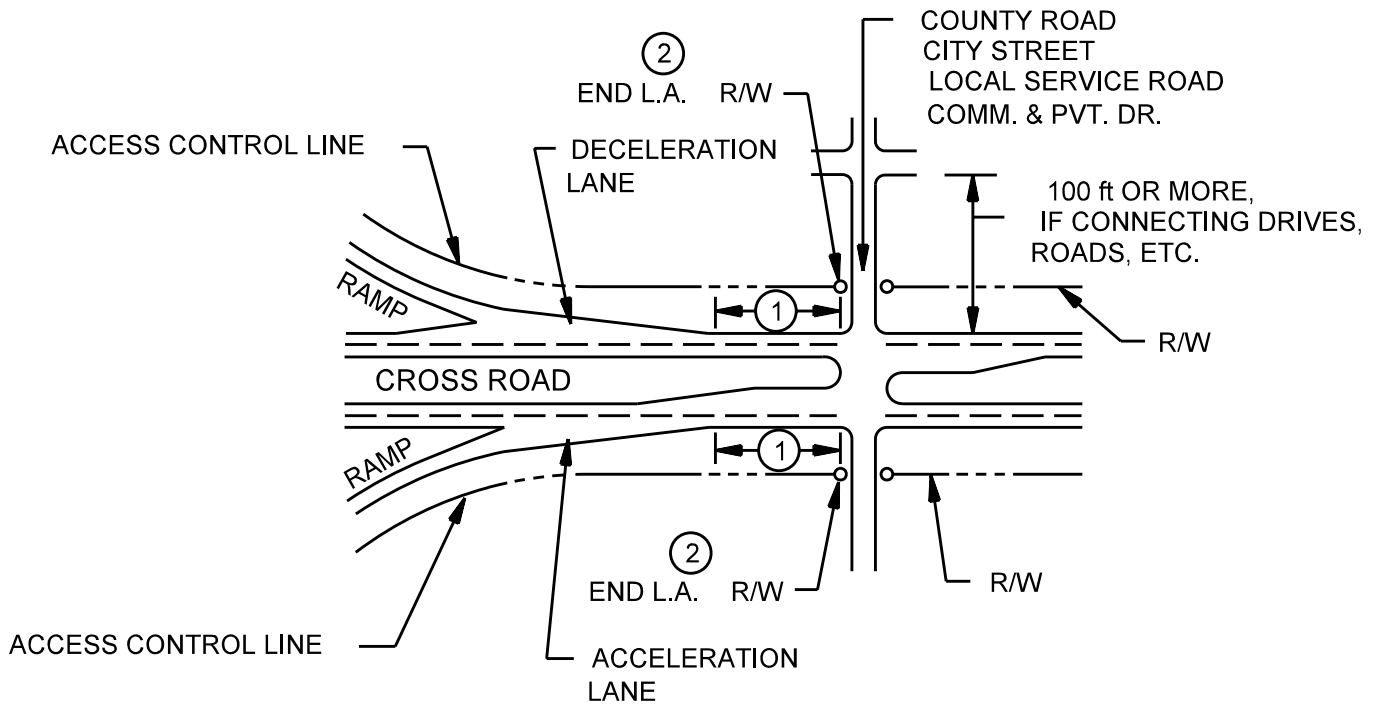 COUNTY ROAD
CITY STREET
LOCAL SERVICE ROAD
COMM. & PVT. DR.
2
END L.A. R/W
ACCESS CONTROL LINE
DECELERATION
LANE
100 ft OR MORE,
IF CONNECTING DRIVES,
ROADS, ETC.
RAMP
1
R/W
CROSS ROAD
RAMP
1
2
END L.A. R/W
R/W
ACCESS CONTROL LINE
ACCELERATION
LANE